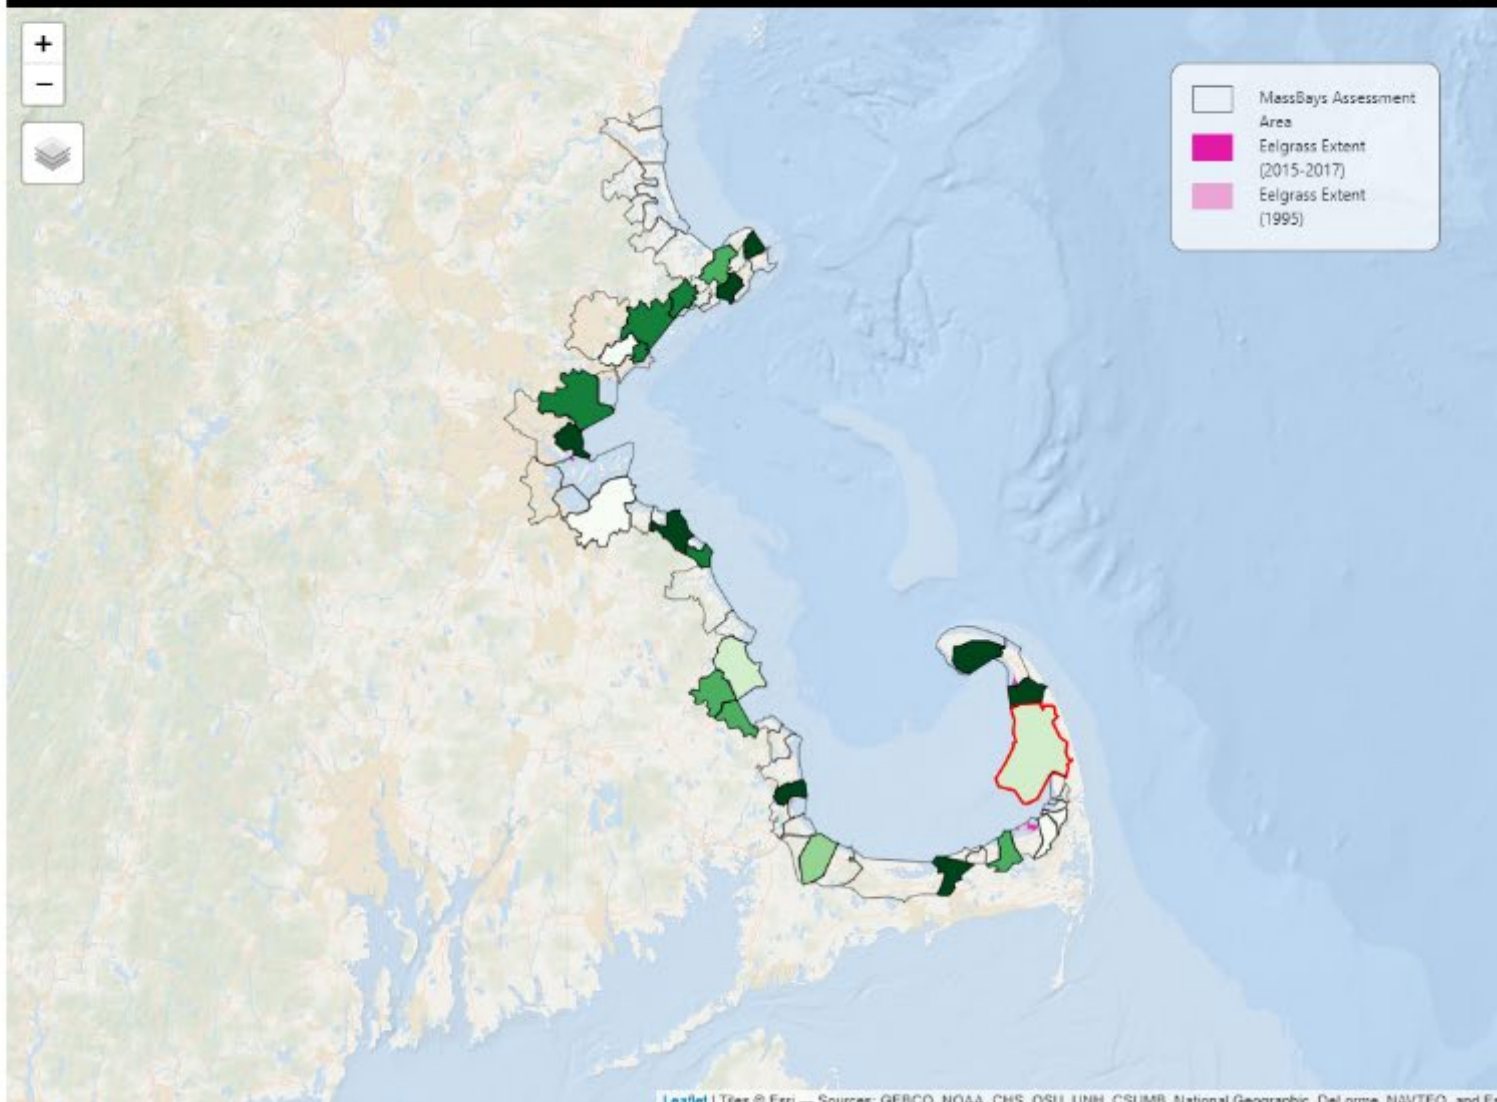 +
−
MassBays Assessment
Area
Eelgrass Extent
(2015-2017)
Eelgrass Extent
(1995)
Leaflet | Tiles © Esri — Sources: GEBCO, NOAA, CHS, OSU, UNH, CSUMB, National Geographic, DeLorme, NAVTEQ, and Es